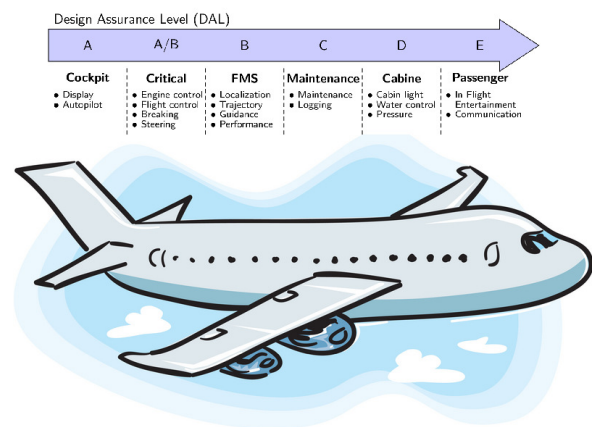 Design Assurance Level (DAL)
A A/B B C D E
Cockpit
• Display
• Autopilot
Critical
• Engine control
• Flight control
• Breaking
• Steering
FMS
• Localization
• Trajectory
• Guidance
• Performance
Maintenance
• Maintenance
• Logging
Cabine
• Cabin light
• Water control
• Pressure
Passenger
• In Flight
Entertainment
• Communication